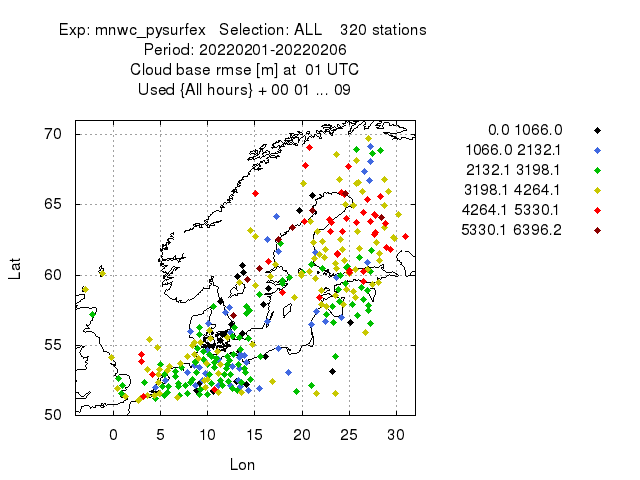 Exp: mnwc_pysurfex   Selection: ALL    320 stations
Period: 20220201-20220206
Cloud base rmse [m] at  01 UTC
Used {All hours} + 00 01 ... 09
0.0 1066.0
1066.0 2132.1
2132.1 3198.1
3198.1 4264.1
4264.1 5330.1
5330.1 6396.2
70
65
60
55
50
Lat
0 5 10 15 20 25 30
Lon